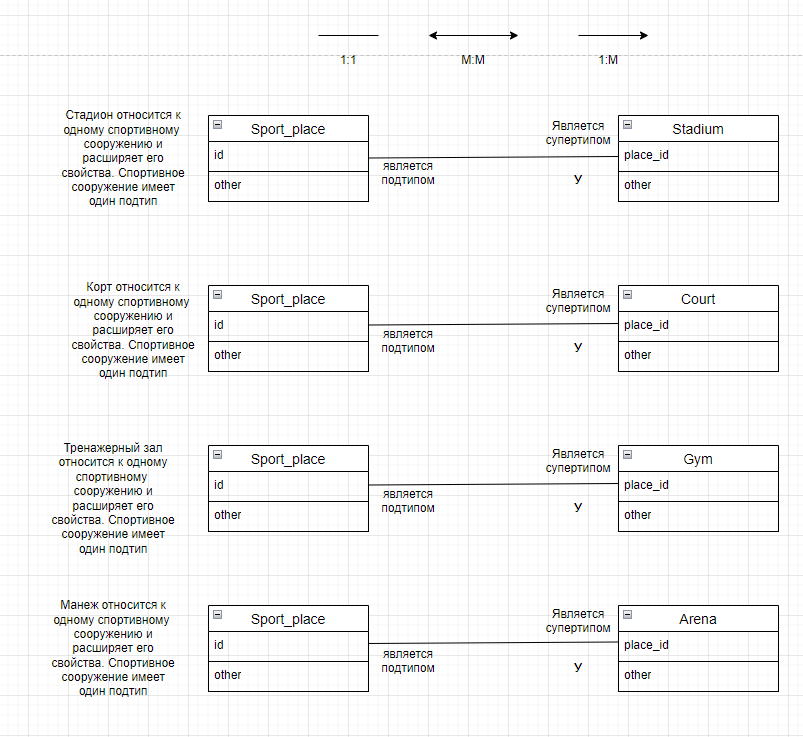 1:1
M:M
1:M
Стадион относится к
одному спортивному
сооружению и
расширяет его
свойства. Спортивное
сооружение имеет
один подтип
Sport_place
id
other
является
подтипом
Является
супертипом
У
Stadium
place_id
other
Корт относится к
одному спортивному
сооружению и
расширяет его
свойства. Спортивное
сооружение имеет
один подтип
Sport_place
id
other
является
подтипом
Является
супертипом
У
Court
place_id
other
Тренажерный зал
относится к одному
спортивному
сооружению и
расширяет его
свойства. Спортивное
сооружение имеет
один подтип
Sport_place
id
other
является
подтипом
Является
супертипом
У
Gym
place_id
other
Манеж относится к
одному спортивному
сооружению и
расширяет его
свойства. Спортивное
сооружение имеет
один подтип
Sport_place
id
other
является
подтипом
Является
супертипом
У
Arena
place_id
other